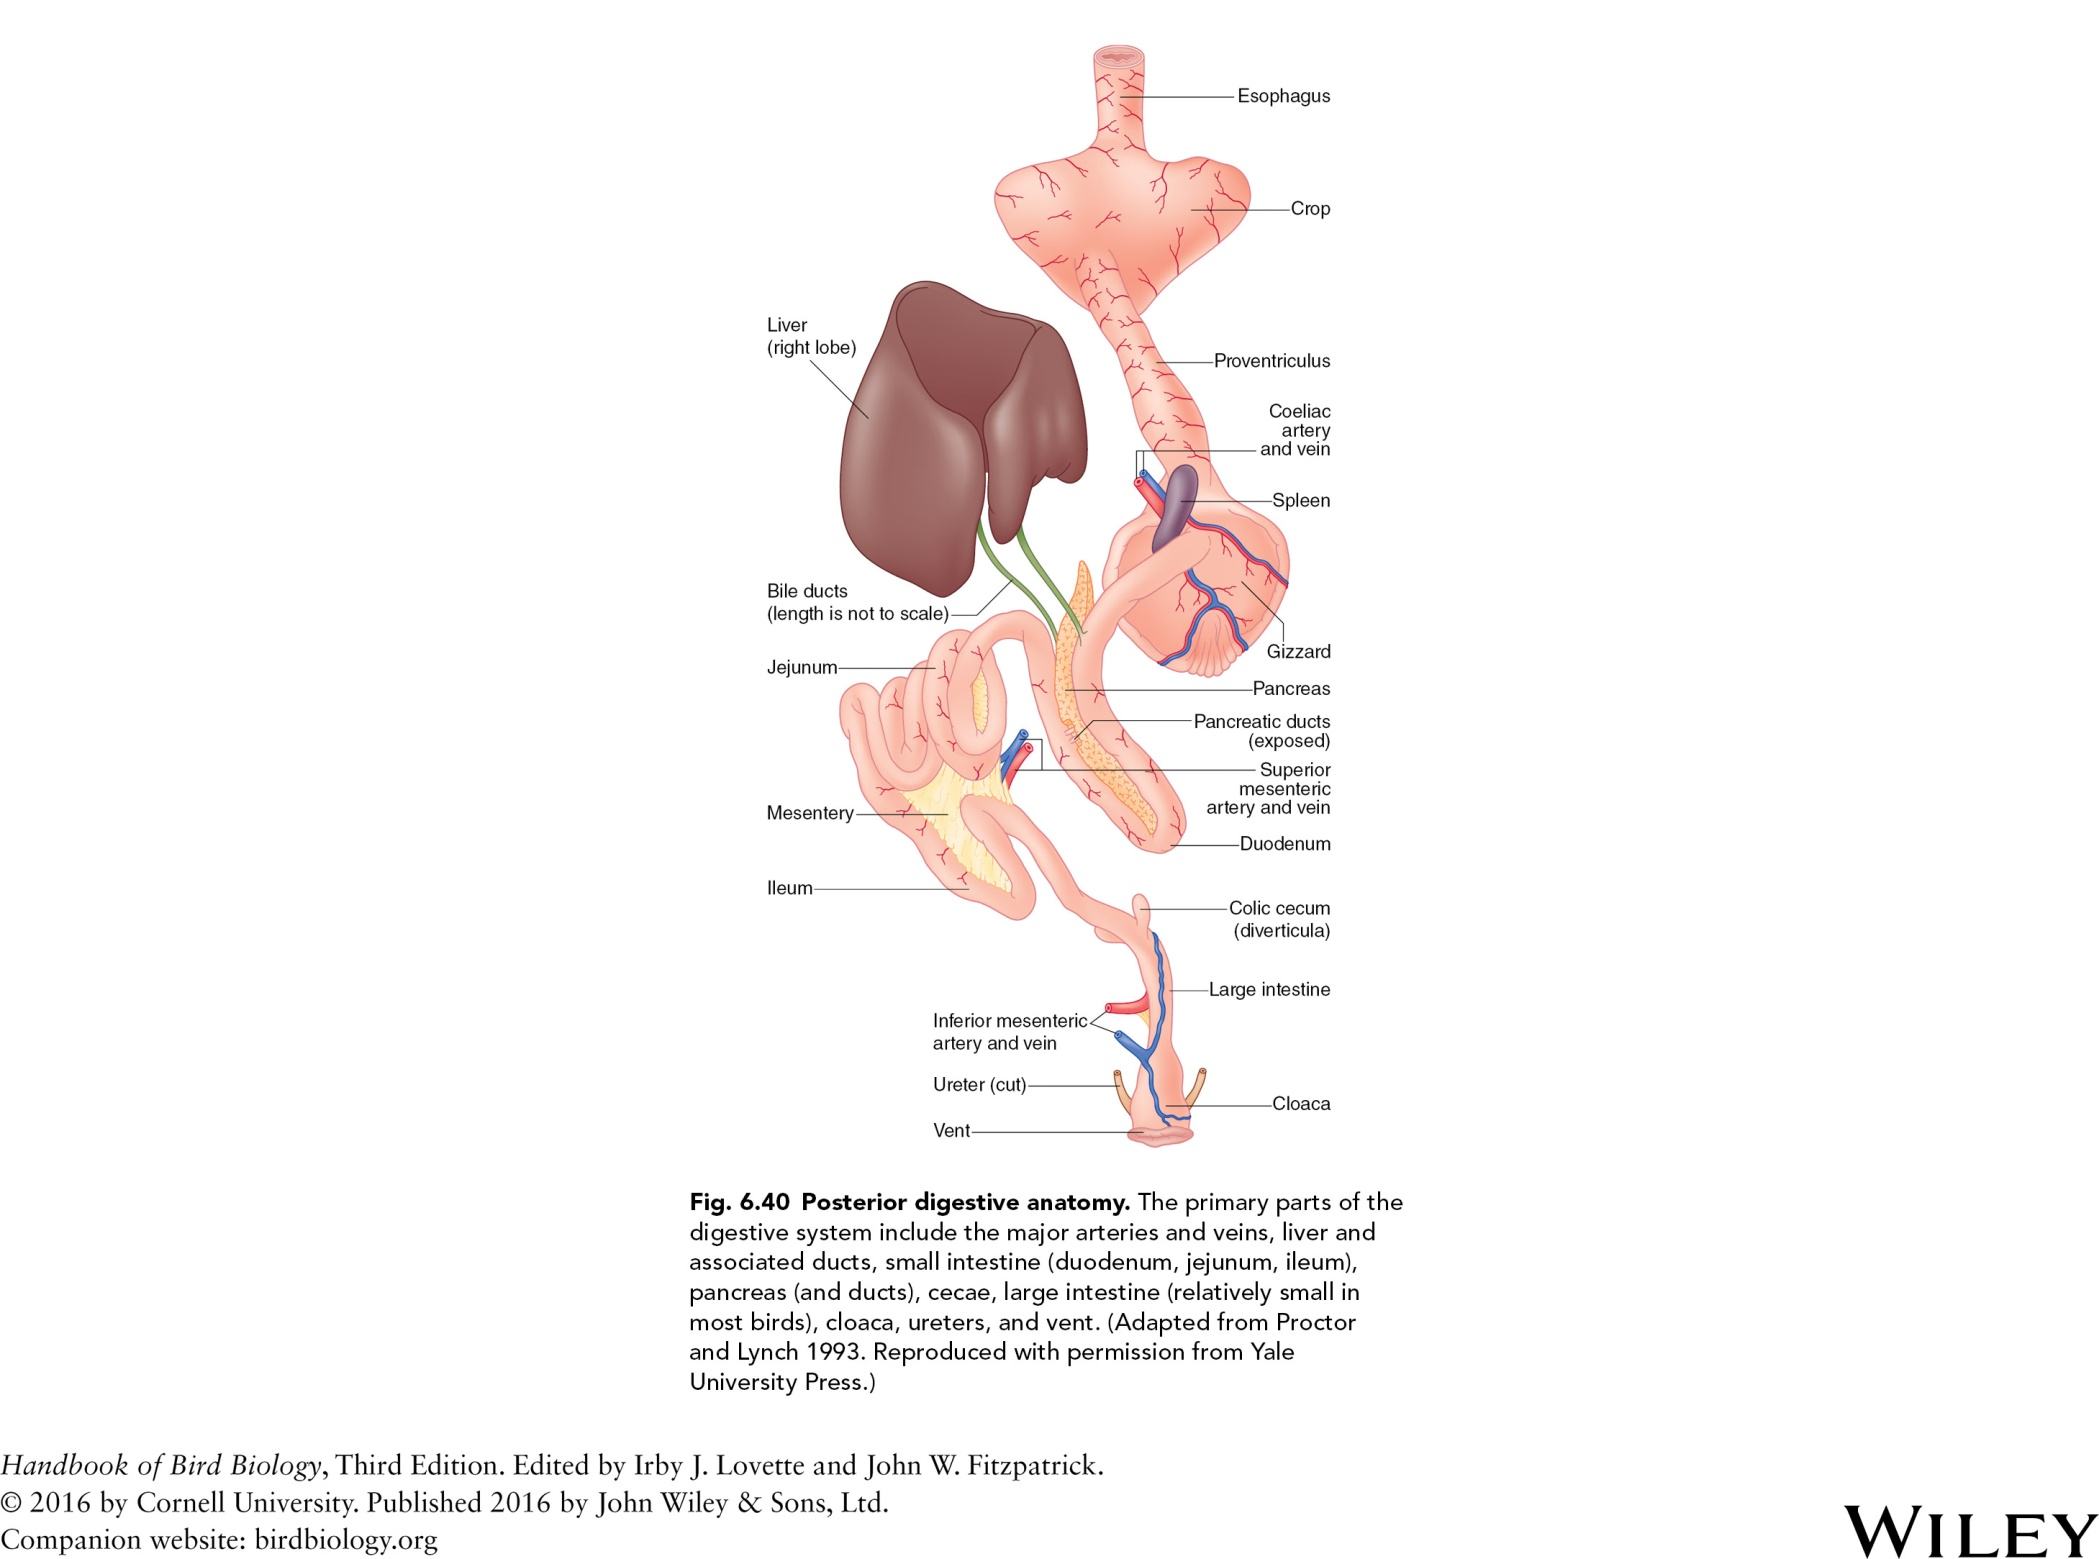 Esophagus
Crop
Liver
(right lobe)
Proventriculus
Coeliac
artery
and vein
Spleen
Bile ducts
(length is not to scale)
Gizzard
Jejunum
Pancreas
Pancreatic ducts
(exposed)
Superior
mesenteric
artery and vein
Mesentery
Duodenum
Ileum
Colic cecum
(diverticula)
Large intestine
Inferior mesenteric
artery and vein
Ureter (cut)
Cloaca
Vent
Fig. 6.40 Posterior digestive anatomy. The primary parts of the
digestive system include the major arteries and veins, liver and
associated ducts, small intestine (duodenum, jejunum, ileum),
pancreas (and ducts), cecae, large intestine (relatively small in
most birds), cloaca, ureters, and vent. (Adapted from Proctor
and Lynch 1993. Reproduced with permission from Yale
University Press.)
Handbook of Bird Biology, Third Edition. Edited by Irby J. Lovette and John W. Fitzpatrick.
© 2016 by Cornell University. Published 2016 by John Wiley & Sons, Ltd.
Companion website: birdbiology.org
WILEY